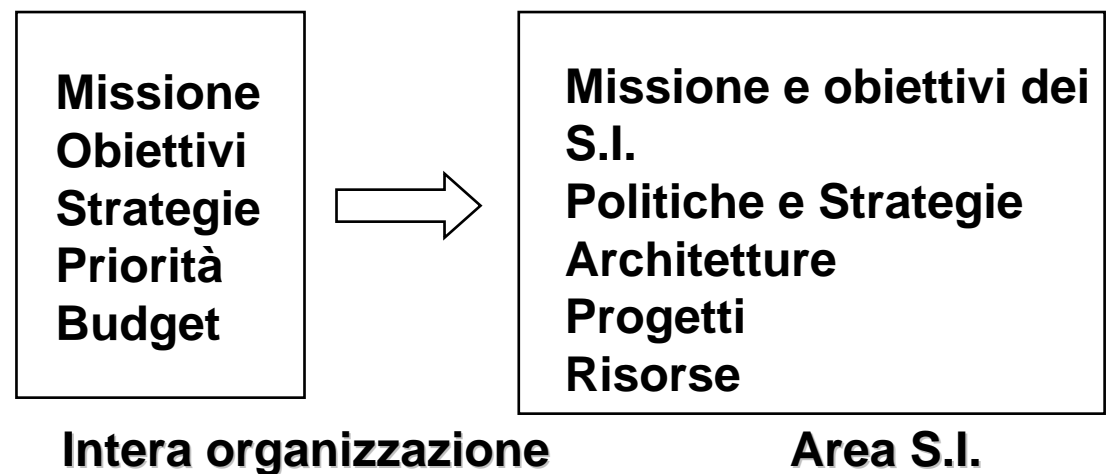 Missione
Obiettivi
Strategie
Priorità
Budget
Missione e obiettivi dei
S.I.
Politiche e Strategie
Architetture
Progetti
Risorse
Intera organizzazione
Area S.I.